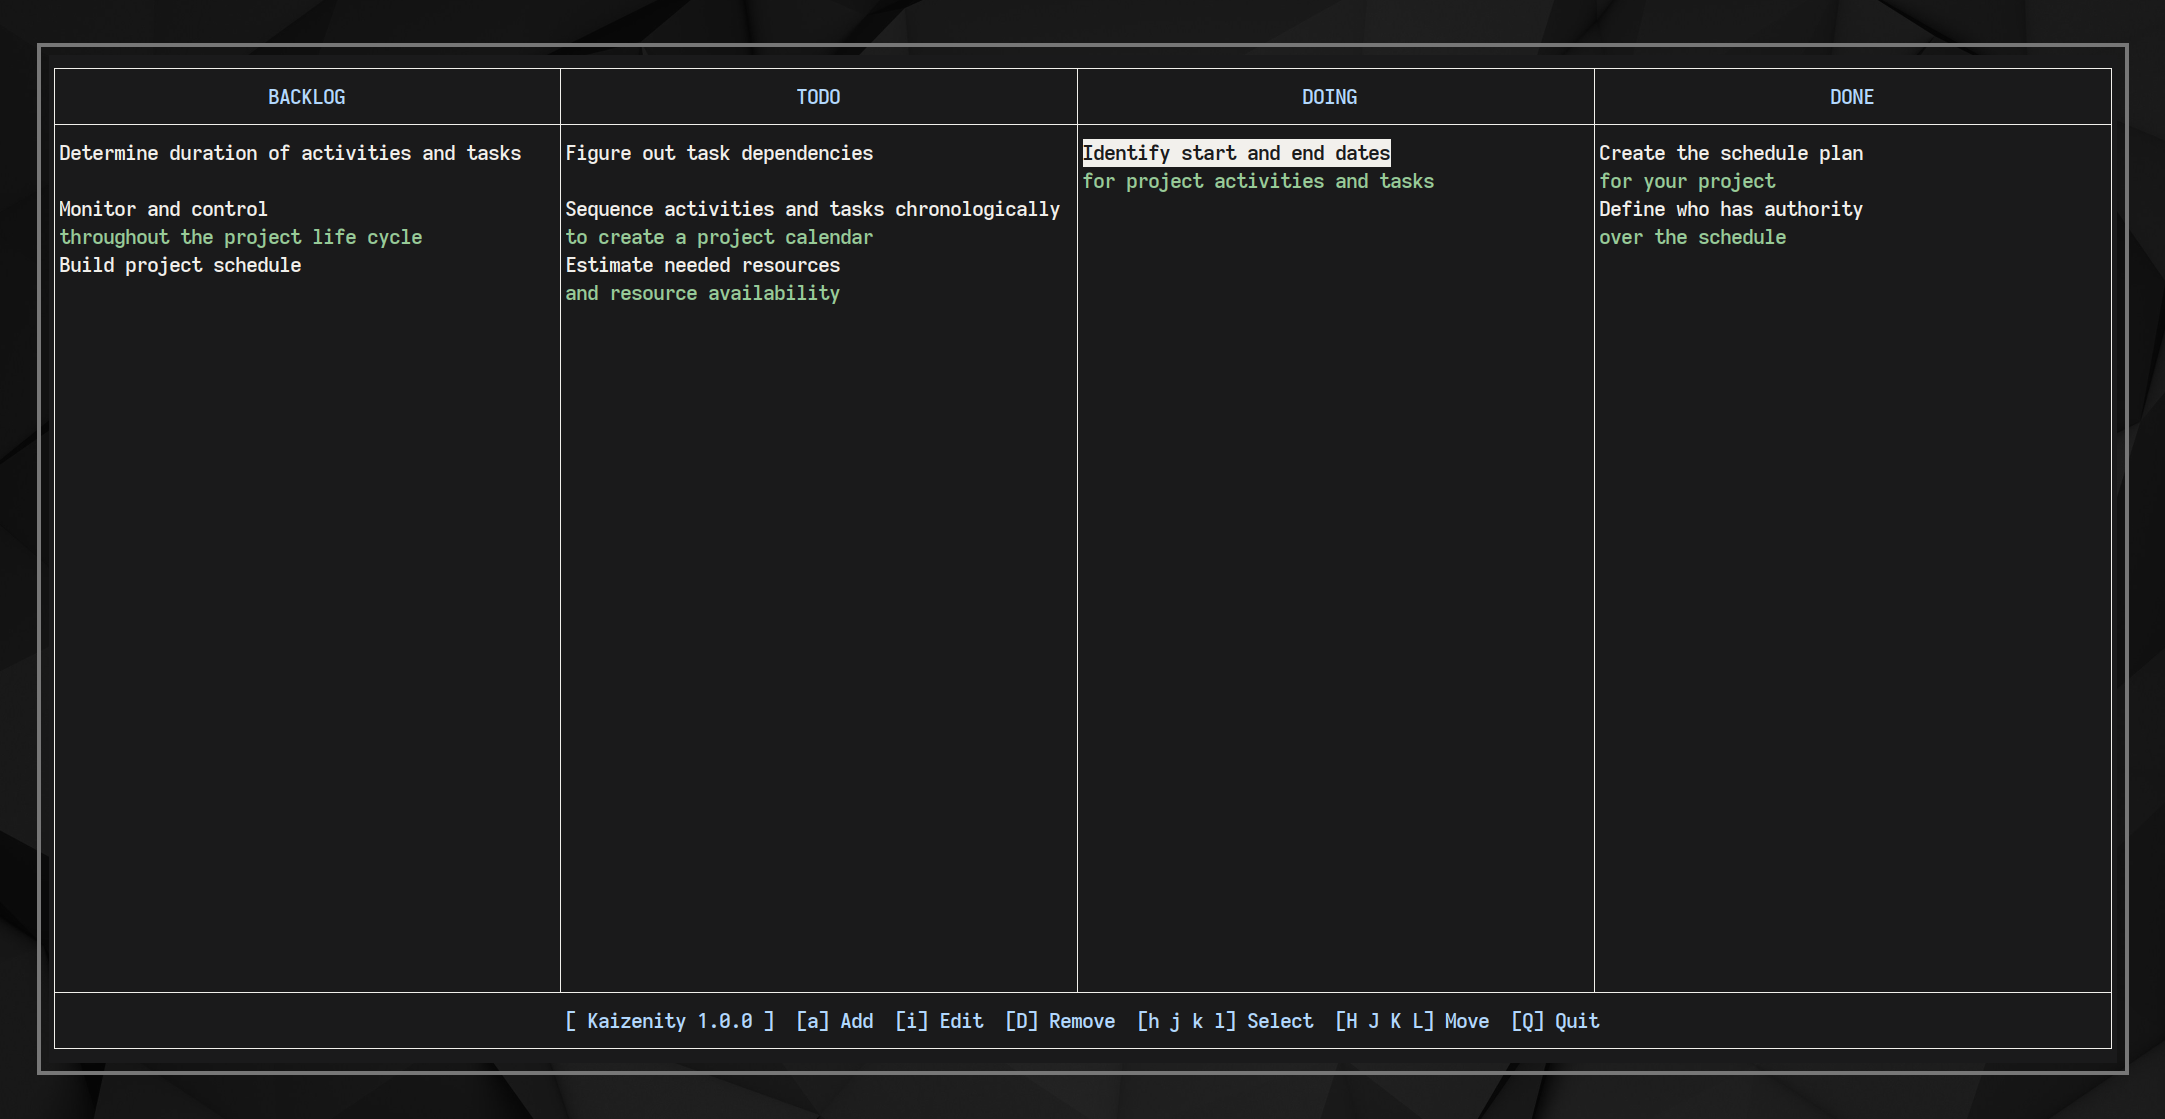 BACKLOG
TODO
DOING
DONE
Determine duration of activities and tasks
Monitor and control
throughout the project life cycle
Build project schedule
Figure out task dependencies
Sequence activities and tasks chronologically
to create a project calendar
Estimate needed resources
and resource availability
Identify start and end dates
for project activities and tasks
Create the schedule plan
for your project
Define who has authority
over the schedule
[ Kaizenity 1.0.0 ] [a] Add [i] Edit [D] Remove [h j k l] Select [H J K L] Move [Q] Quit